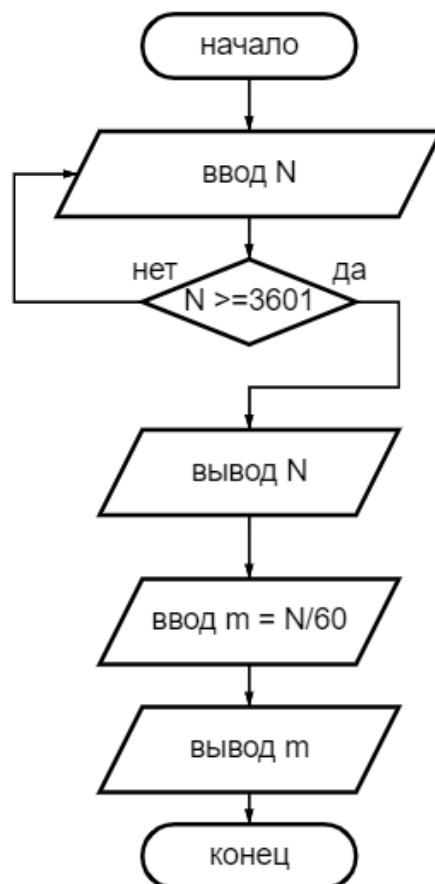 начало
ввод N
нет
да
N >=3601
вывод N
ввод m = N/60
вывод m
конец